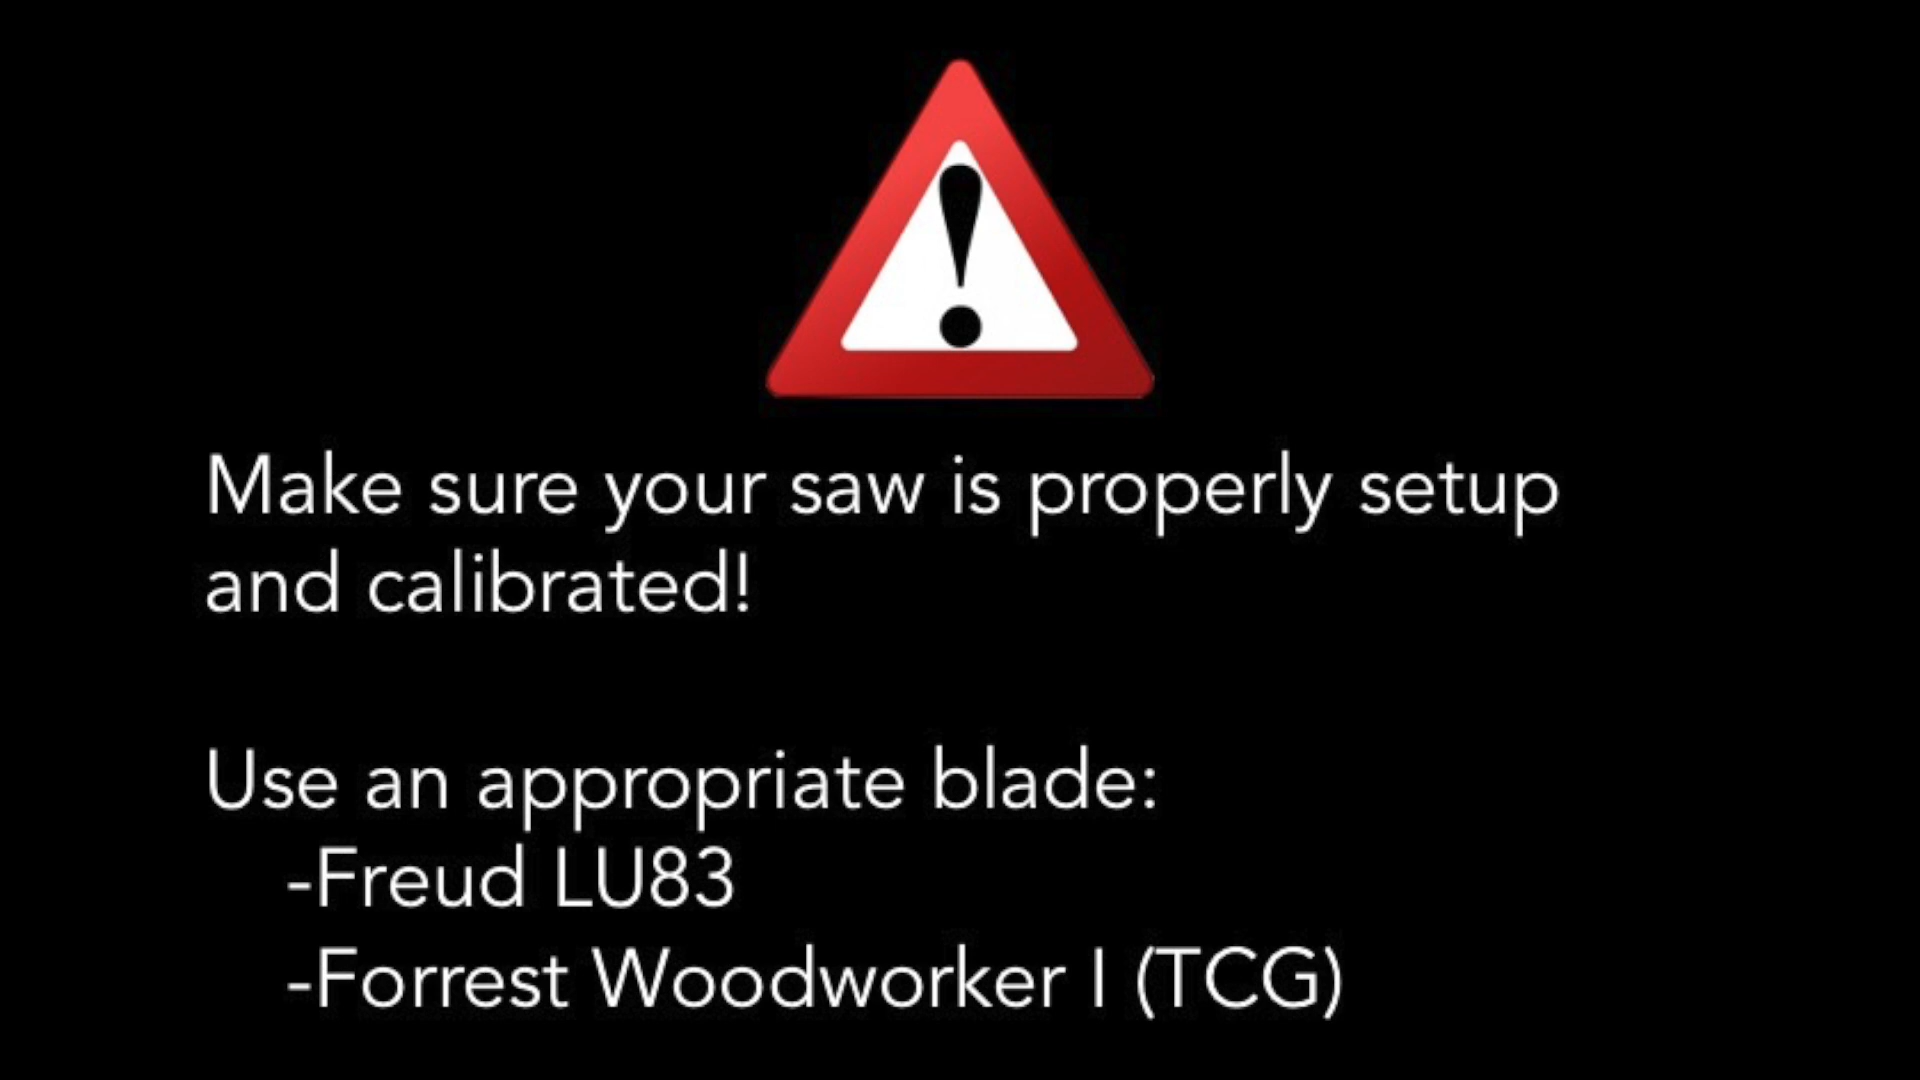 Make sure your saw is properly setup
and calibrated!
Use an appropriate blade:
-Freud LU83
-Forrest Woodworker I (TCG)